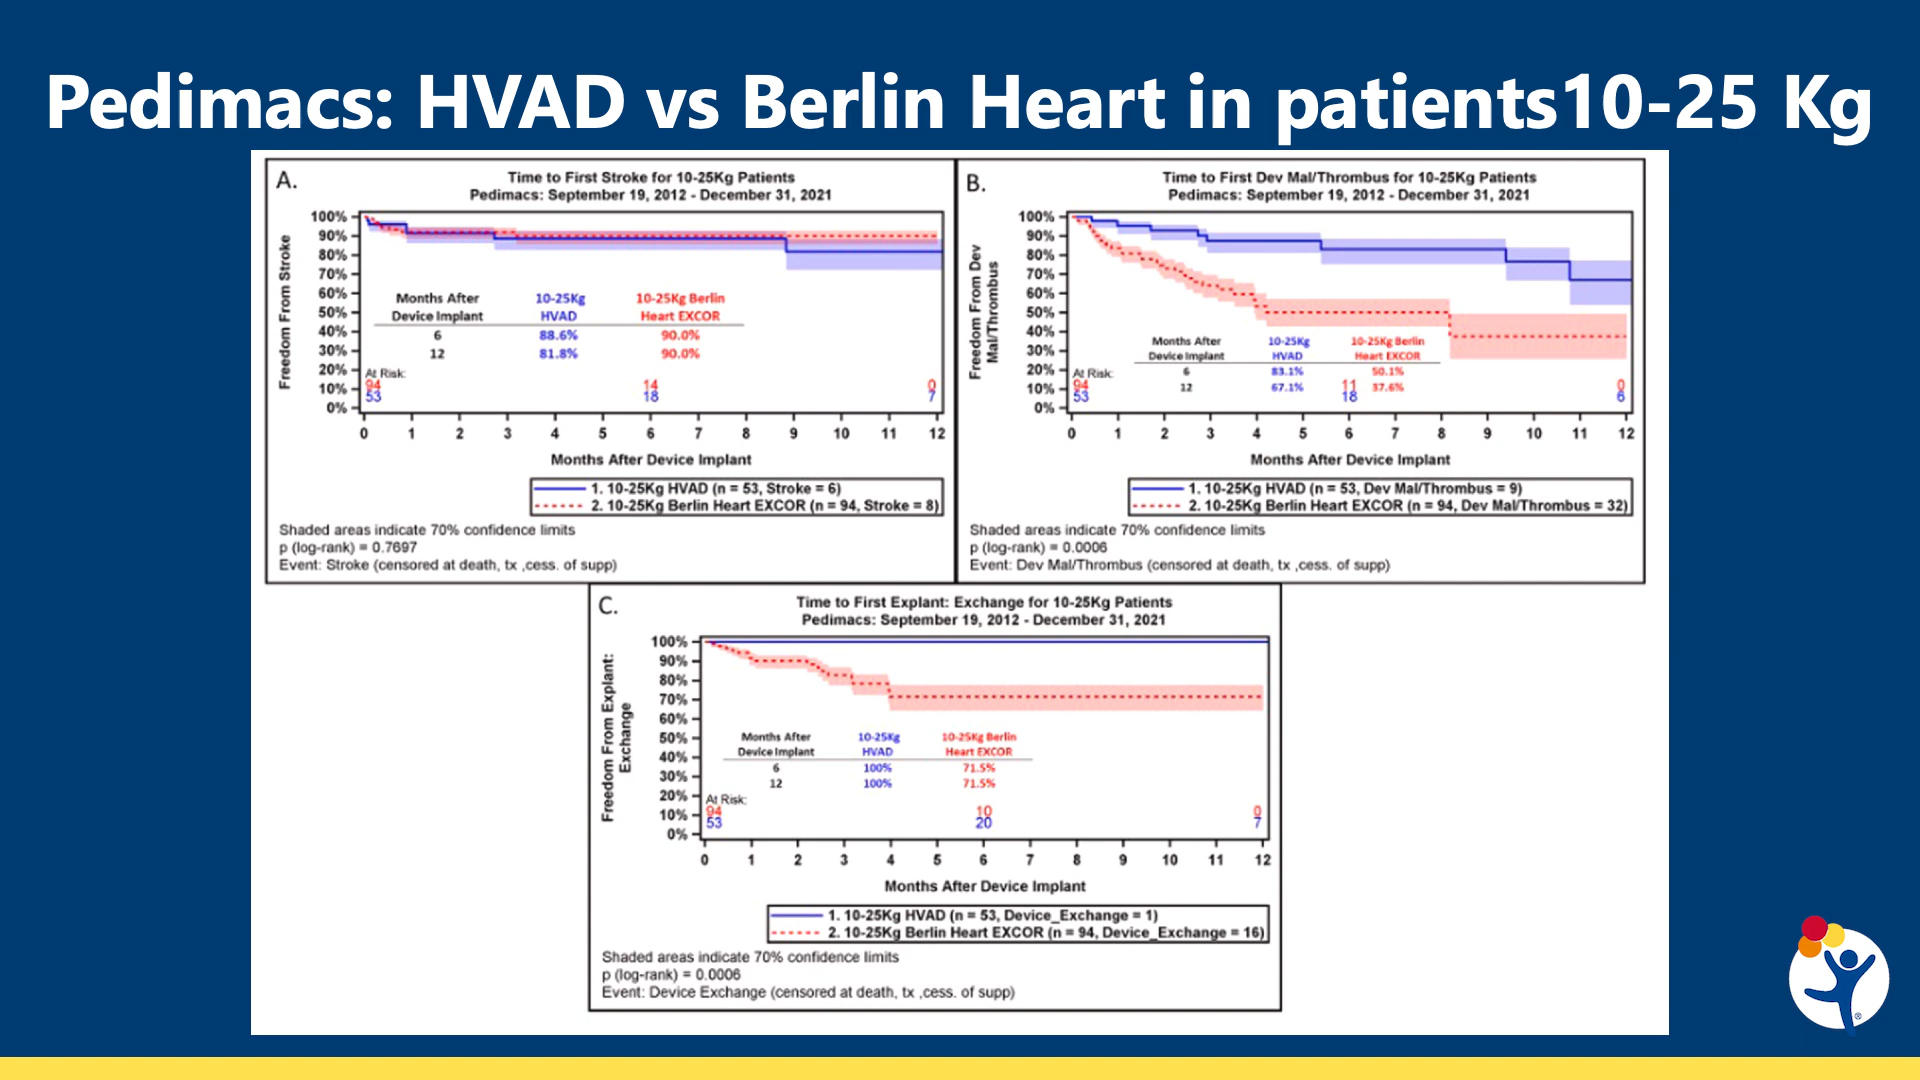 Pedimacs: HVAD vs Berlin Heart in patients10-25 Kg
A.
Time to First Stroke for 10-25Kg Patients
Pedimacs: September 19, 2012 - December 31, 2021
Freedom From Stroke
100%
90%
80%
70%
60%
50%
40%
30%
20%
10%
0%
Months After 10-25Kg 10-25Kg Berlin
Device Implant HVAD Heart EXCOR
6 88.6% 90.0%
12 81.8% 90.0%
At Risk:
94 14 0
53 18 7
0 1 2 3 4 5 6 7 8 9 10 11 12
Months After Device Implant
1. 10-25Kg HVAD (n = 53, Stroke = 6)
2. 10-25Kg Berlin Heart EXCOR (n = 94, Stroke = 8)
Shaded areas indicate 70% confidence limits
p (log-rank) = 0.7697
Event: Stroke (censored at death, tx ,cess. of supp)
B.
Time to First Dev Mal/Thrombus for 10-25Kg Patients
Pedimacs: September 19, 2012 - December 31, 2021
Freedom From Dev
Mal/Thrombus
100%
90%
80%
70%
60%
50%
40%
30%
20%
10%
0%
Months After 10-25Kg 10-25Kg Berlin
Device Implant HVAD Heart EXCOR
6 83.1% 50.1%
12 67.1% 37.6%
At Risk:
94 11 0
53 18 6
0 1 2 3 4 5 6 7 8 9 10 11 12
Months After Device Implant
1. 10-25Kg HVAD (n = 53, Dev Mal/Thrombus = 9)
2. 10-25Kg Berlin Heart EXCOR (n = 94, Dev Mal/Thrombus = 32)
Shaded areas indicate 70% confidence limits
p (log-rank) = 0.0006
Event: Dev Mal/Thrombus (censored at death, tx ,cess. of supp)
C.
Time to First Explant: Exchange for 10-25Kg Patients
Pedimacs: September 19, 2012 - December 31, 2021
Freedom From Explant:
Exchange
100%
90%
80%
70%
60%
50%
40%
30%
20%
10%
0%
Months After 10-25Kg 10-25Kg Berlin
Device Implant HVAD Heart EXCOR
6 100% 71.5%
12 100% 71.5%
At Risk:
94 10 0
53 20 7
0 1 2 3 4 5 6 7 8 9 10 11 12
Months After Device Implant
1. 10-25Kg HVAD (n = 53, Device_Exchange = 1)
2. 10-25Kg Berlin Heart EXCOR (n = 94, Device_Exchange = 16)
Shaded areas indicate 70% confidence limits
p (log-rank) = 0.0006
Event: Device Exchange (censored at death, tx ,cess. of supp)
®